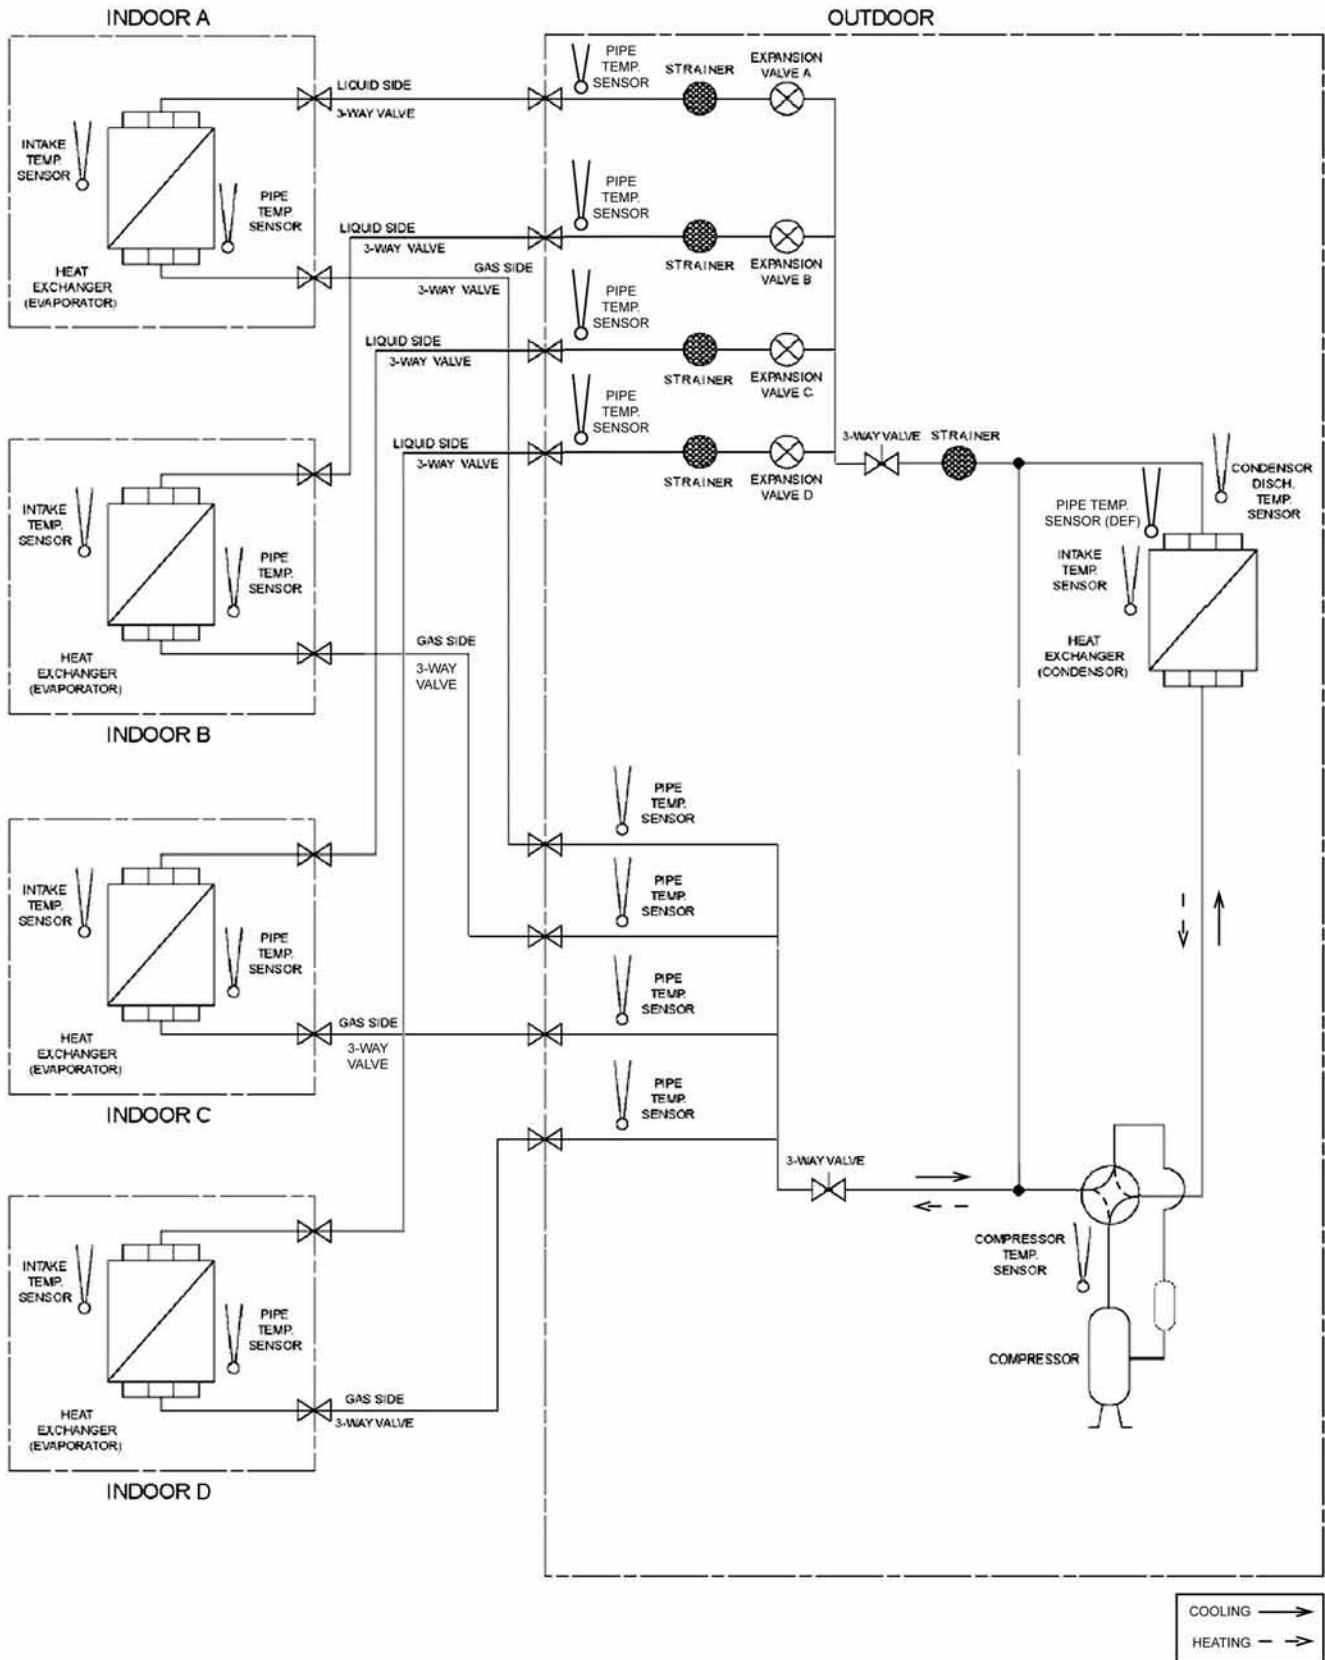 INDOOR A
OUTDOOR
PIPE
TEMP.
SENSOR
STRAINER
EXPANSION
VALVE A
LIQUID SIDE
3-WAY VALVE
INTAKE
TEMP.
SENSOR
PIPE
TEMP.
SENSOR
HEAT
EXCHANGER
(EVAPORATOR)
PIPE
TEMP.
SENSOR
LIQUID SIDE
3-WAY VALVE
STRAINER
EXPANSION
VALVE B
GAS SIDE
3-WAY VALVE
PIPE
TEMP.
SENSOR
LIQUID SIDE
3-WAY VALVE
STRAINER
EXPANSION
VALVE C
PIPE
TEMP.
SENSOR
LIQUID SIDE
3-WAY VALVE
STRAINER
EXPANSION
VALVE D
3-WAY VALVE
STRAINER
CONDENSOR
DISCH.
TEMP.
SENSOR
PIPE TEMP.
SENSOR (DEF)
INTAKE
TEMP.
SENSOR
HEAT
EXCHANGER
(CONDENSOR)
INTAKE
TEMP.
SENSOR
PIPE
TEMP.
SENSOR
HEAT
EXCHANGER
(EVAPORATOR)
GAS SIDE
3-WAY
VALVE
INDOOR B
PIPE
TEMP.
SENSOR
PIPE
TEMP.
SENSOR
PIPE
TEMP.
SENSOR
PIPE
TEMP.
SENSOR
INTAKE
TEMP.
SENSOR
PIPE
TEMP.
SENSOR
HEAT
EXCHANGER
(EVAPORATOR)
GAS SIDE
3-WAY
VALVE
INDOOR C
3-WAY VALVE
COMPRESSOR
TEMP.
SENSOR
COMPRESSOR
INTAKE
TEMP.
SENSOR
PIPE
TEMP.
SENSOR
HEAT
EXCHANGER
(EVAPORATOR)
GAS SIDE
3-WAY VALVE
INDOOR D
COOLING
HEATING